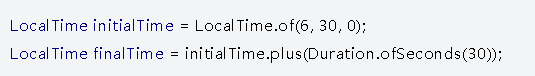 LocalTime initialTime = LocalTime.of(6, 30, 0);
LocalTime finalTime = initialTime.plus(Duration.ofSeconds(30));